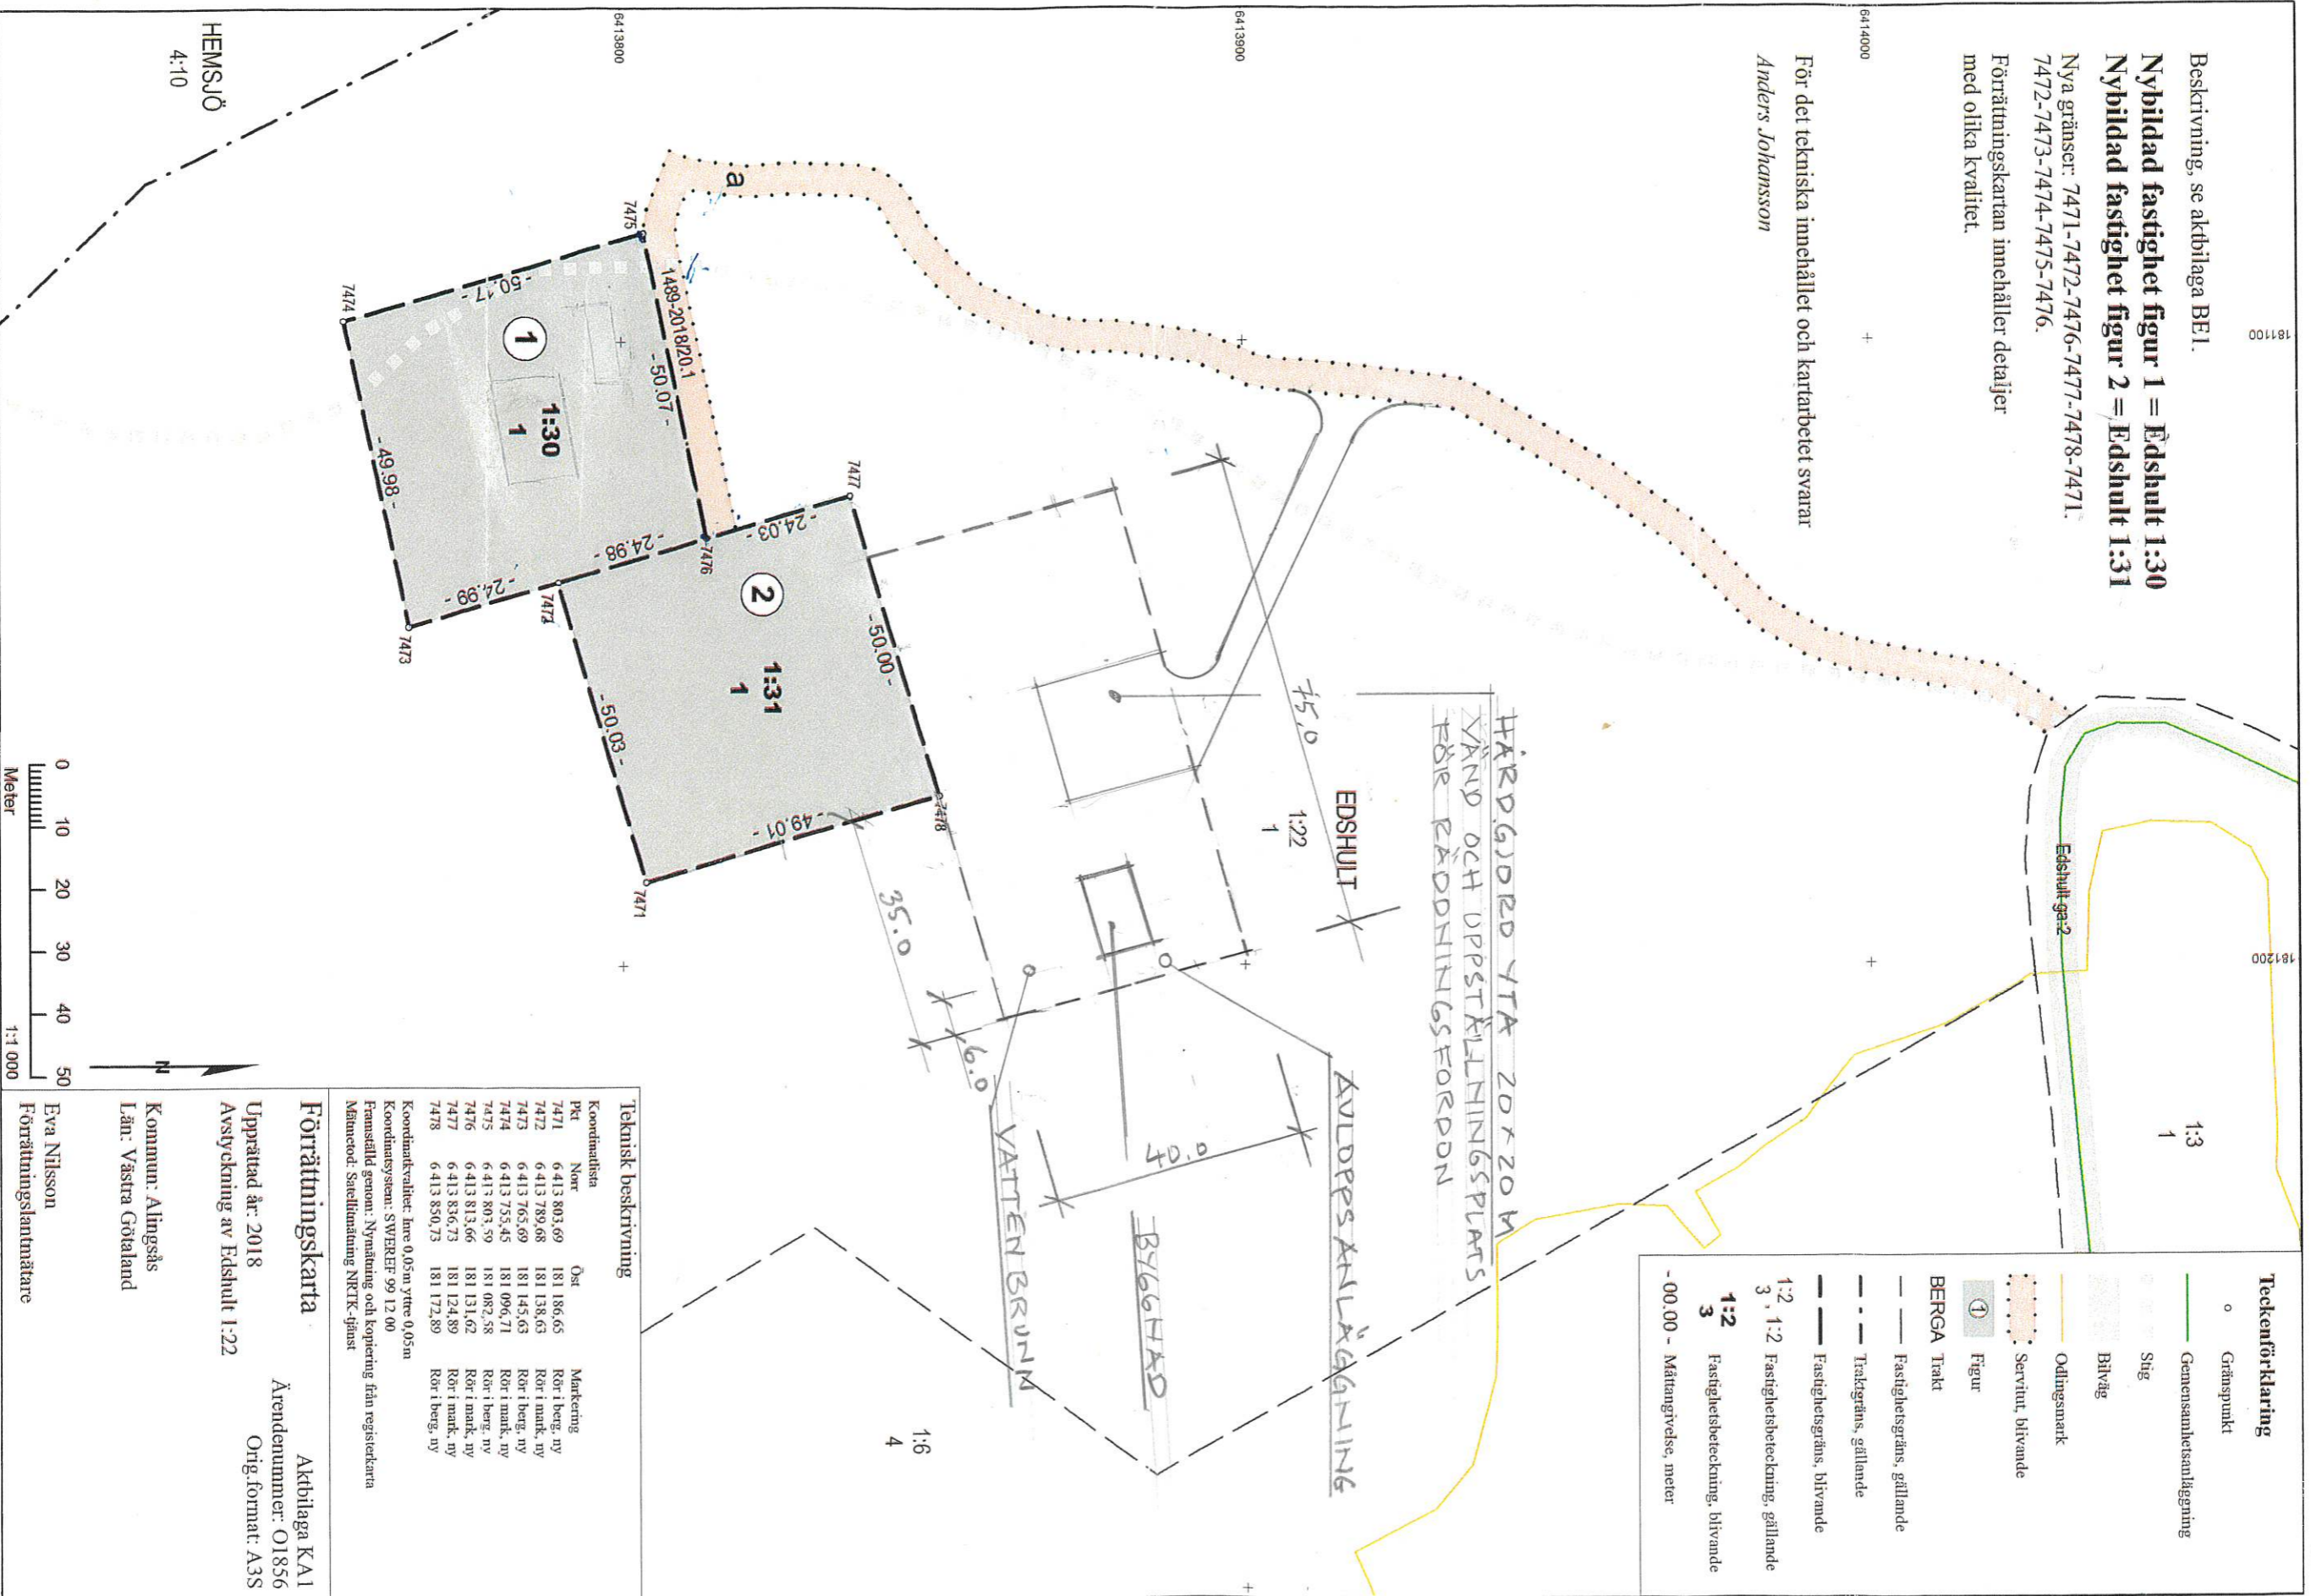 Beskrivning, se aktbilaga BE1.
Nybildad fastighet figur 1 = Edshult 1:30
Nybildad fastighet figur 2 = Edshult 1:31
Nya gränser: 7471-7472-7476-7477-7478-7471.
7472-7473-7474-7475-7476.
Förrättningskartan innehåller detaljer
med olika kvalitet.
För det tekniska innehållet och kartarbetet svarar
Anders Johansson
6414000
6413900
6413800
181100
181200
HEMSJÖ
4:10
a
7475
1489-2018/20.1
- 50.07 -
- 50.17 -
7474
1
1:30
1
- 49.98 -
7473
- 24.99 -
- 24.98 -
7472
7476
- 24.03 -
7477
2
- 50.00 -
1:31
1
- 50.03 -
7478
- 49.01 -
7471
EDSHULT
1:22
1
75,0
HÅRDGJORD YTA 20×20 M
VÄND OCH UPPSTÄLLNINGSPLATS
FÖR RÄDDNINGSFORDON
AVLOPPSANLÄGGNING
BYGGNAD
VATTENBRUNN
35.0
6.0
40.0
Edshult ga:2
1:3
1
1:6
4
Teckenförklaring
Gränspunkt
Gemensamhetsanläggning
Stig
Bilväg
Odlingsmark
Servitut, blivande
1 Figur
BERGA Trakt
Fastighetsgräns, gällande
Traktgräns, gällande
Fastighetsgräns, blivande
1:2 3 , 1:2 Fastighetsbeteckning, gällande
1:2 3 Fastighetsbeteckning, blivande
- 00.00 - Måttangivelse, meter
Teknisk beskrivning
Koordinatlista
Pkt Norr Öst Markering
7471 6 413 803,69 181 186,65 Rör i berg, ny
7472 6 413 789,68 181 138,63 Rör i mark, ny
7473 6 413 765,69 181 145,63 Rör i berg, ny
7474 6 413 755,45 181 096,71 Rör i mark, ny
7475 6 413 803,59 181 082,58 Rör i berg, ny
7476 6 413 813,66 181 131,62 Rör i mark, ny
7477 6 413 836,73 181 124,89 Rör i mark, ny
7478 6 413 850,73 181 172,89 Rör i berg, ny
Koordinatkvalitet: Inre 0,05m yttre 0,05m
Koordinatsystem: SWEREF 99 12 00
Framställd genom: Nymätning och kopiering från registerkarta
Mätmetod: Satellitmätning NRTK-tjänst
Förrättningskarta
Aktbilaga KA1
Ärendenummer: O1856
Upprättad år: 2018 Orig.format: A3S
Avstyckning av Edshult 1:22
Kommun: Alingsås
Län: Västra Götaland
Eva Nilsson
Förrättningslantmätare
N
0 10 20 30 40 50
Meter 1:1 000